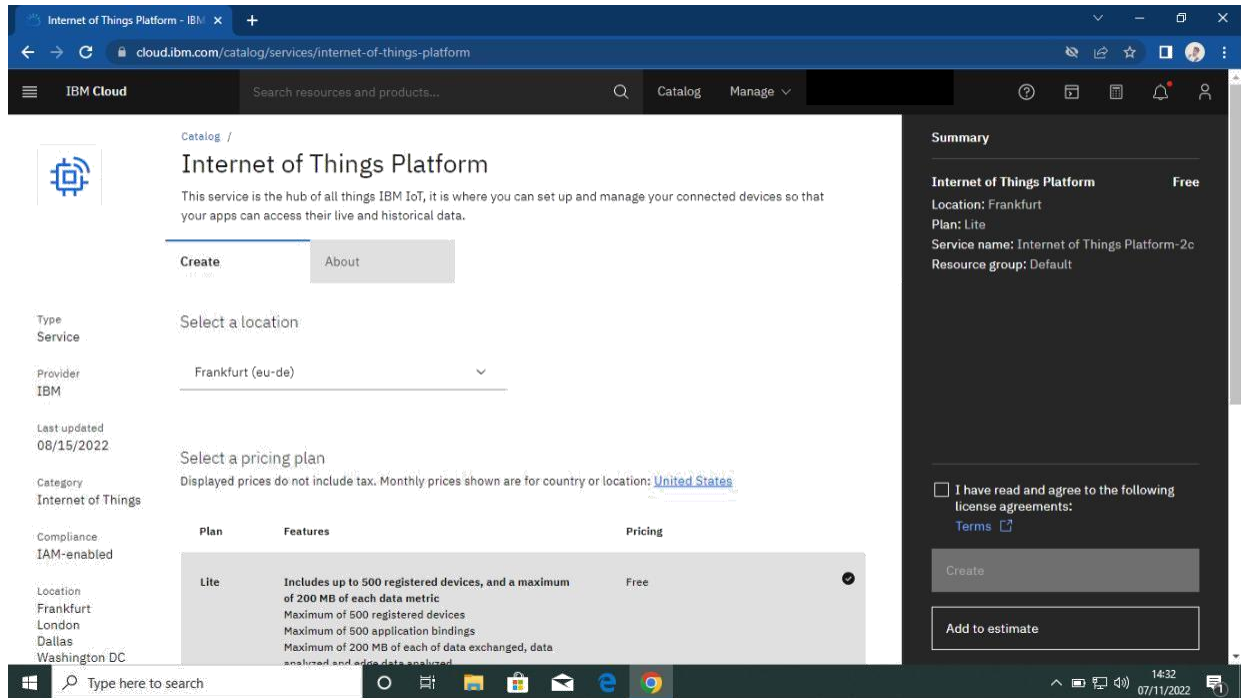 Internet of Things Platform - IBM
cloud.ibm.com/catalog/services/internet-of-things-platform
IBM Cloud
Search resources and products...
Catalog
Manage
Catalog /
Internet of Things Platform
This service is the hub of all things IBM IoT, it is where you can set up and manage your connected devices so that
your apps can access their live and historical data.
Create
About
Type
Service
Provider
IBM
Last updated
08/15/2022
Category
Internet of Things
Compliance
IAM-enabled
Location
Frankfurt
London
Dallas
Washington DC
Select a location
Frankfurt (eu-de)
Select a pricing plan
Displayed prices do not include tax. Monthly prices shown are for country or location: United States
Plan Features Pricing
Lite Includes up to 500 registered devices, and a maximum Free
of 200 MB of each data metric
Maximum of 500 registered devices
Maximum of 500 application bindings
Maximum of 200 MB of each of data exchanged, data
analyzed and edge data analyzed
Summary
Internet of Things Platform Free
Location: Frankfurt
Plan: Lite
Service name: Internet of Things Platform-2c
Resource group: Default
I have read and agree to the following
license agreements:
Terms
Create
Add to estimate
Type here to search
14:32
07/11/2022
1